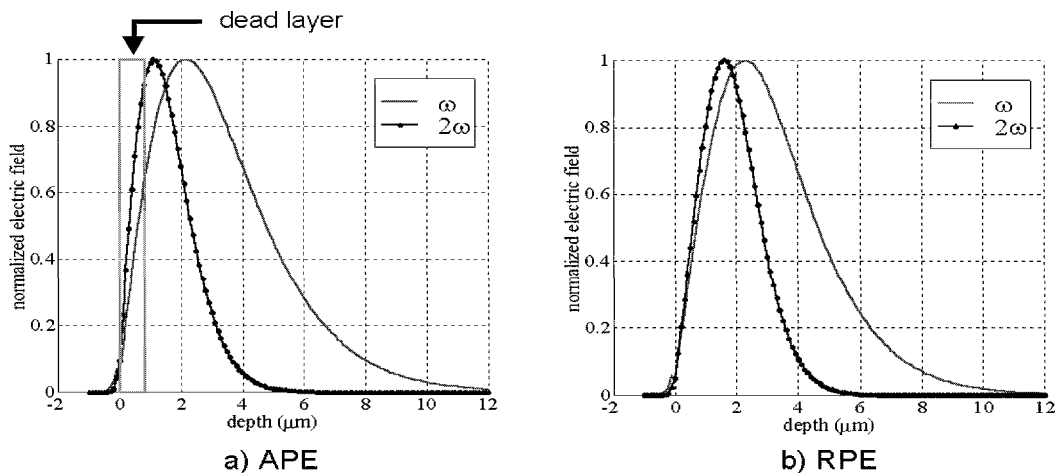 dead layer
1
0.8
0.6
0.4
0.2
0
-2
0
2
4
6
8
10
12
normalized electric field
depth (μm)
ω
2ω
a) APE
1
0.8
0.6
0.4
0.2
0
-2
0
2
4
6
8
10
12
normalized electric field
depth (μm)
ω
2ω
b) RPE